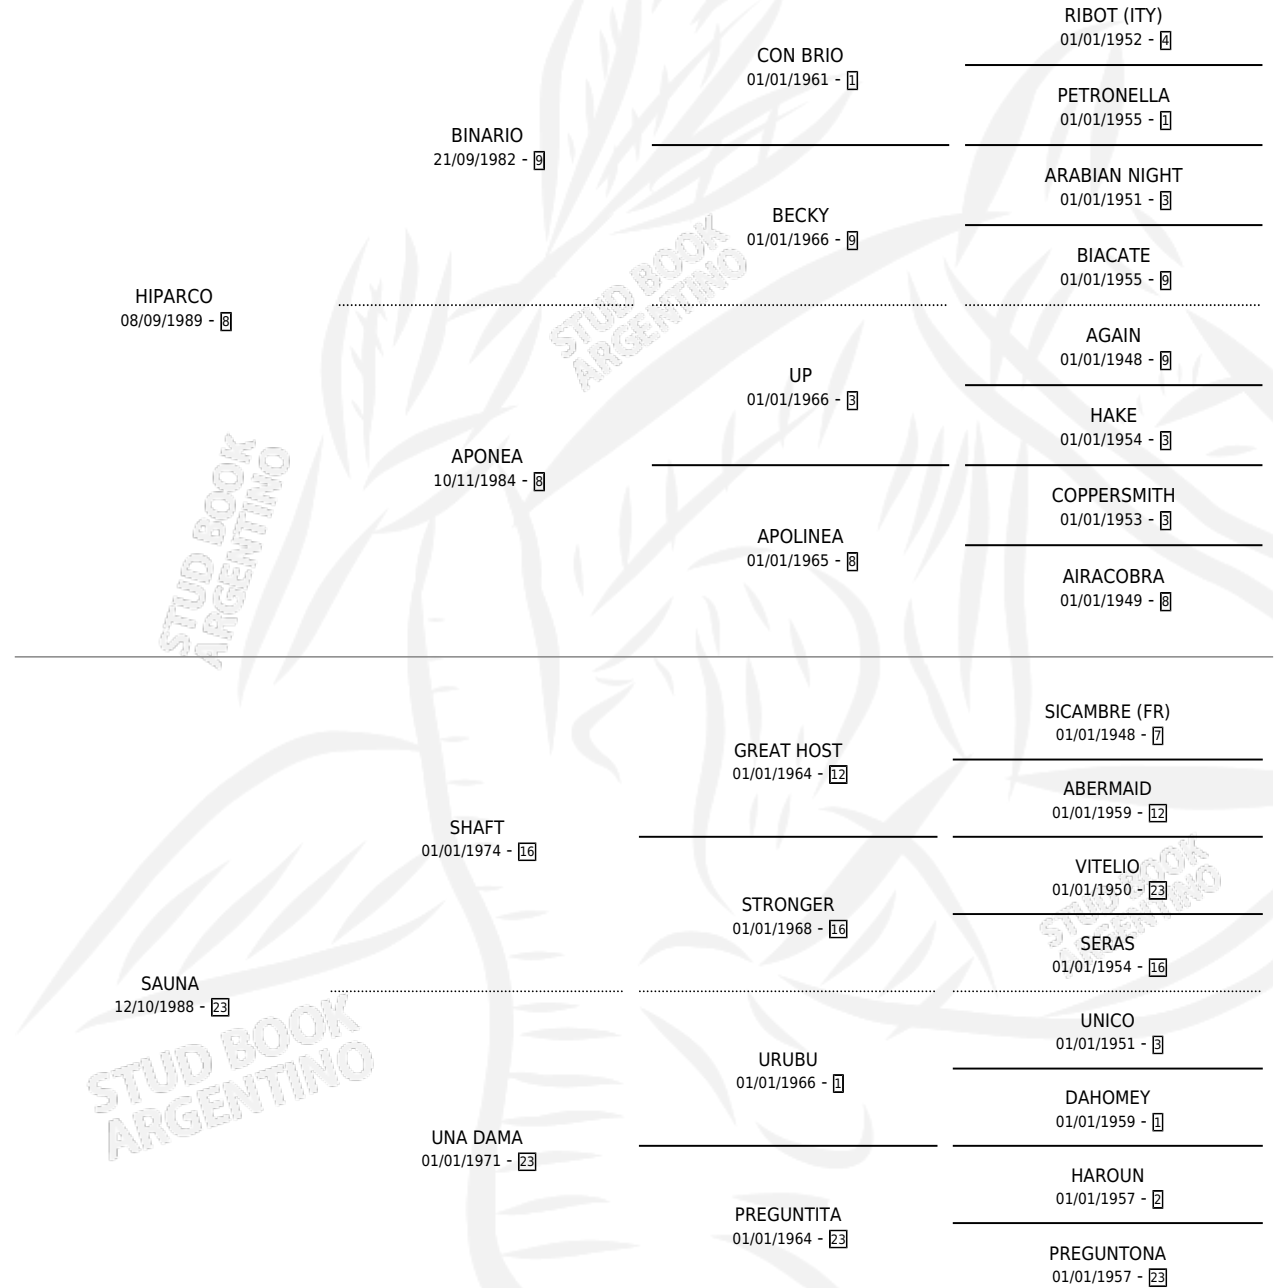 RIBOT (ITY)
01/01/1952 - 4
CON BRIO
01/01/1961 - 1
PETRONELLA
01/01/1955 - 1
BINARIO
21/09/1982 - 9
ARABIAN NIGHT
01/01/1951 - 3
BECKY
01/01/1966 - 9
BIACATE
01/01/1955 - 9
HIPARCO
08/09/1989 - 8
AGAIN
01/01/1948 - 9
UP
01/01/1966 - 3
HAKE
01/01/1954 - 3
APONEA
10/11/1984 - 8
COPPERSMITH
01/01/1953 - 3
APOLINEA
01/01/1965 - 8
AIRACOBRA
01/01/1949 - 8
STUD BOOK
ARGENTINO
STUD BOOK
ARGENTINO
SICAMBRE (FR)
01/01/1948 - 7
GREAT HOST
01/01/1964 - 12
ABERMAID
01/01/1959 - 12
SHAFT
01/01/1974 - 16
VITELIO
01/01/1950 - 23
STRONGER
01/01/1968 - 16
SERAS
01/01/1954 - 16
SAUNA
12/10/1988 - 23
UNICO
01/01/1951 - 3
URUBU
01/01/1966 - 1
DAHOMEY
01/01/1959 - 1
UNA DAMA
01/01/1971 - 23
HAROUN
01/01/1957 - 2
PREGUNTITA
01/01/1964 - 23
PREGUNTONA
01/01/1957 - 23
STUD BOOK
ARGENTINO
STUD BOOK
ARGENTINO